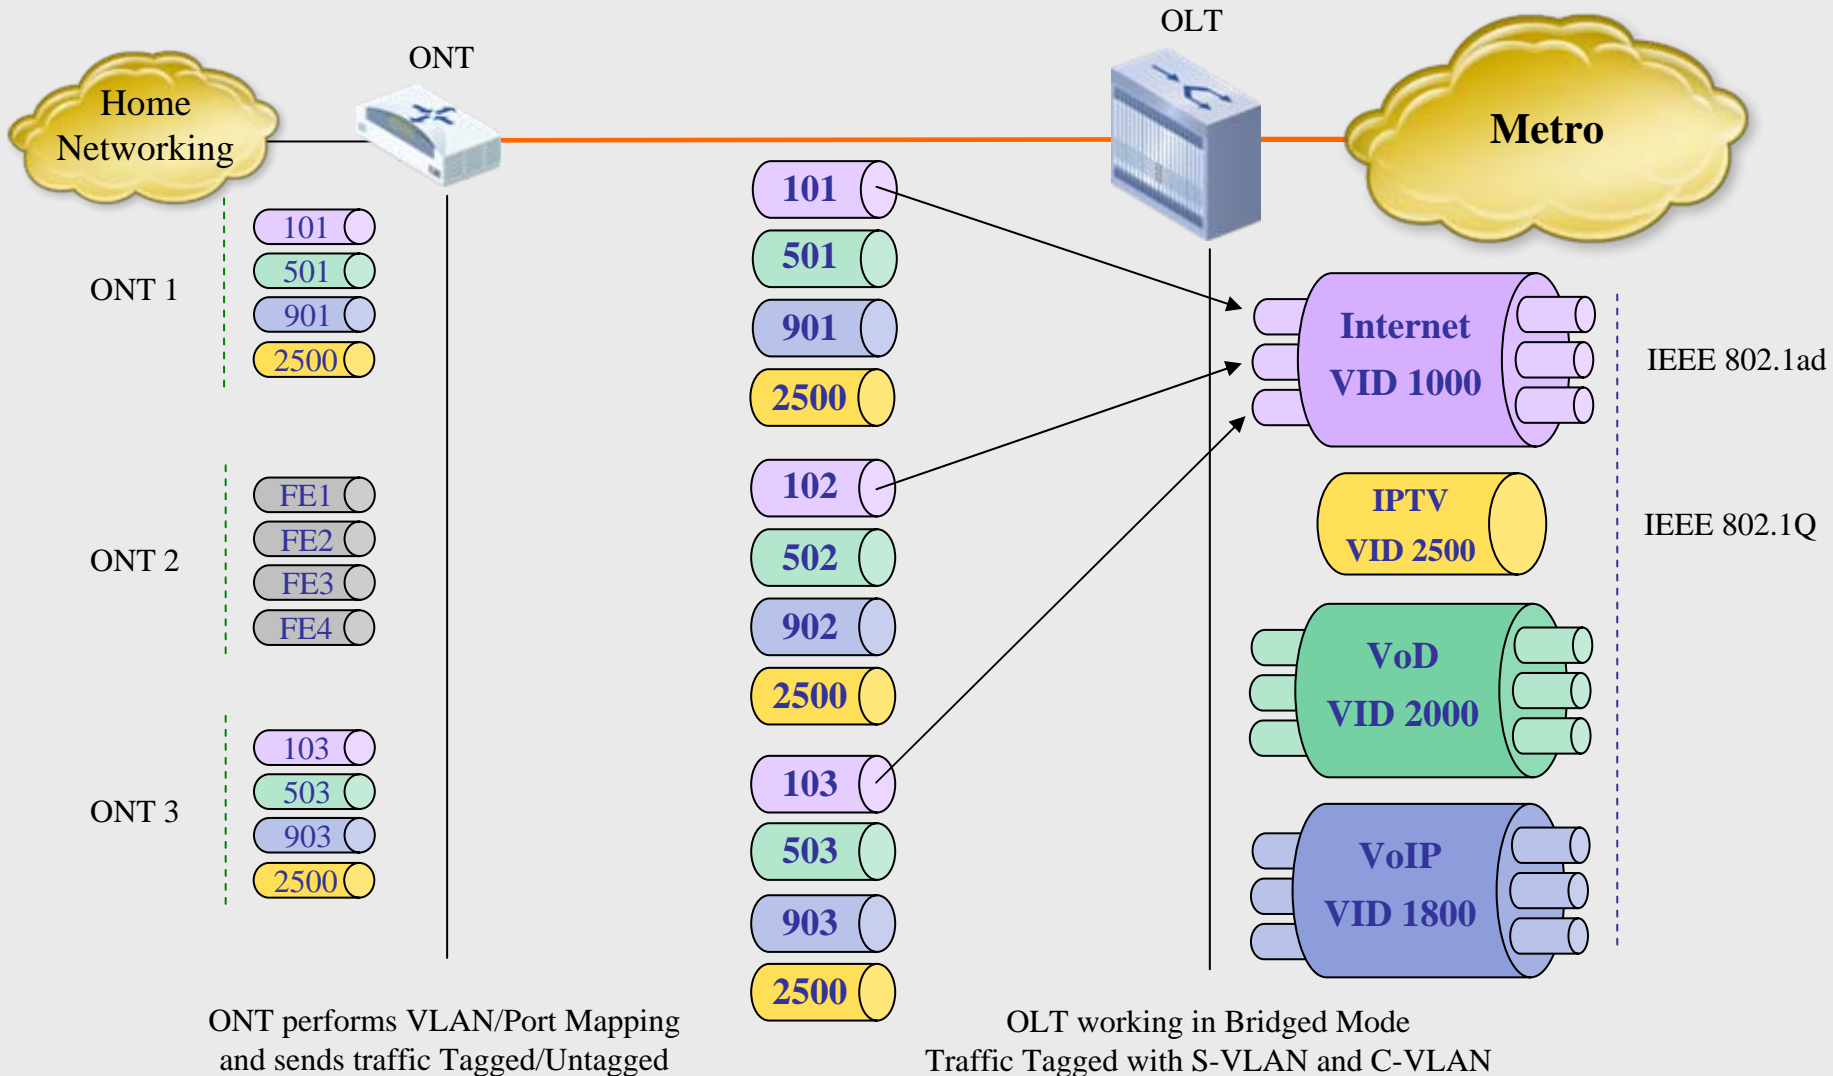 OLT
ONT
Home
Networking
Metro
ONT 1
101
501
901
2500
ONT 2
FE1
FE2
FE3
FE4
ONT 3
103
503
903
2500
101
501
901
2500
102
502
902
2500
103
503
903
2500
Internet
VID 1000
IEEE 802.1ad
IPTV
VID 2500
IEEE 802.1Q
VoD
VID 2000
VoIP
VID 1800
ONT performs VLAN/Port Mapping
and sends traffic Tagged/Untagged
OLT working in Bridged Mode
Traffic Tagged with S-VLAN and C-VLAN